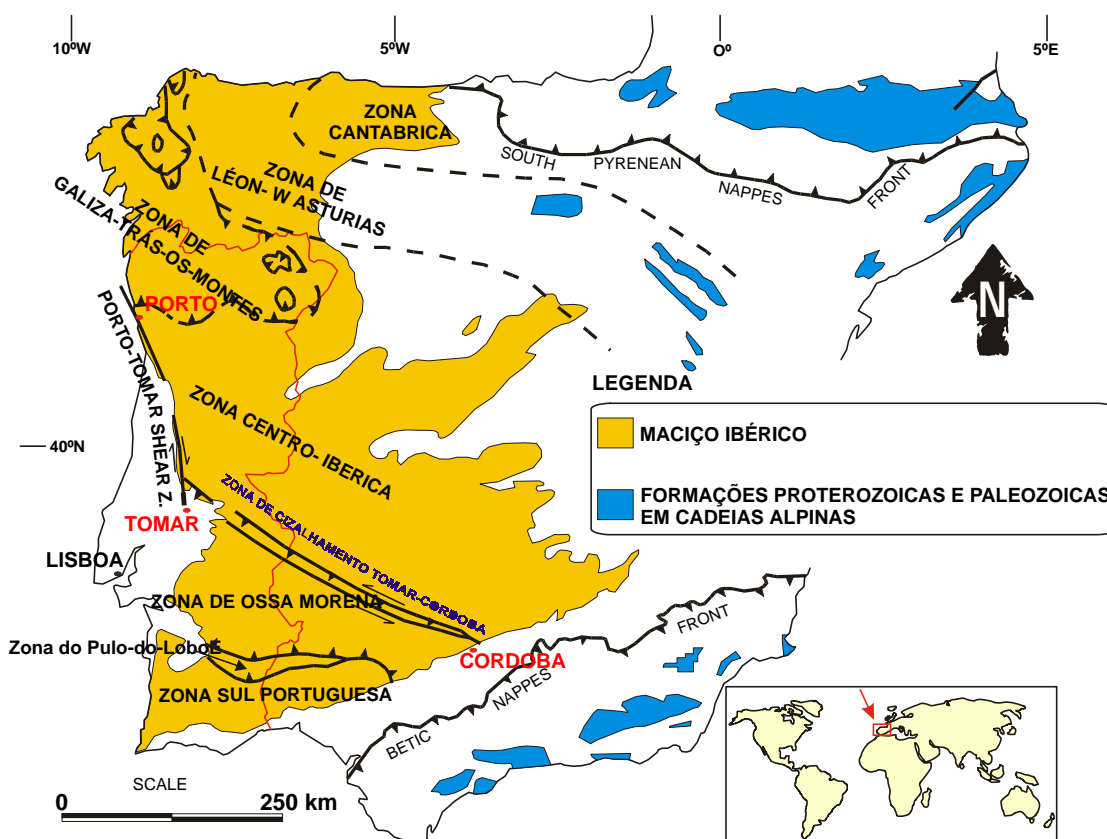 10ºW
5ºW
Oº
5ºE
ZONA
CANTABRICA
SOUTH
PYRENEAN
NAPPES
FRONT
ZONA DE
LÉON- W ASTURIAS
ZONA DE
GALIZA-TRÁS-OS-MONTES
PORTO
PORTO-TOMAR SHEAR Z.
N
LEGENDA
MACIÇO IBÉRICO
FORMAÇÕES PROTEROZOICAS E PALEOZOICAS
EM CADEIAS ALPINAS
ZONA CENTRO- IBERICA
40ºN
ZONA DE CIZALHAMENTO TOMAR-CORDOBA
TOMAR
LISBOA
ZONA DE OSSA MORENA
Zona do Pulo-do-LoboÉ
CORDOBA
ZONA SUL PORTUGUESA
BETIC
NAPPES
FRONT
SCALE
0
250 km